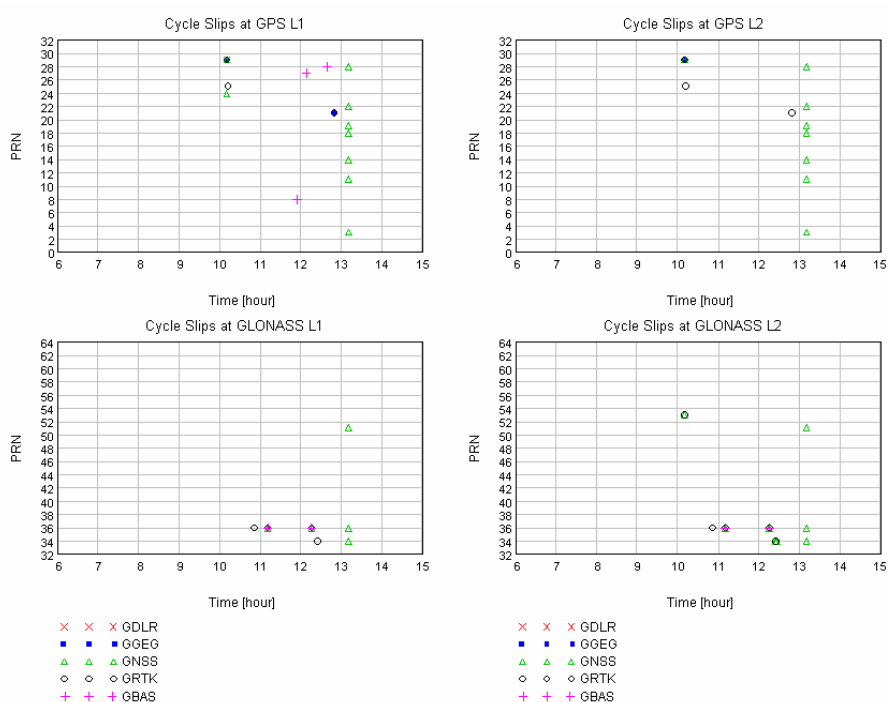 Cycle Slips at GPS L1
32
30
28
26
24
22
20
18
16
14
12
10
8
6
4
2
0
PRN
6 7 8 9 10 11 12 13 14 15
Time [hour]
Cycle Slips at GPS L2
32
30
28
26
24
22
20
18
16
14
12
10
8
6
4
2
0
PRN
6 7 8 9 10 11 12 13 14 15
Time [hour]
Cycle Slips at GLONASS L1
64
62
60
58
56
54
52
50
48
46
44
42
40
38
36
34
32
PRN
6 7 8 9 10 11 12 13 14 15
Time [hour]
Cycle Slips at GLONASS L2
64
62
60
58
56
54
52
50
48
46
44
42
40
38
36
34
32
PRN
6 7 8 9 10 11 12 13 14 15
Time [hour]
GDLR
GGEG
GNSS
GRTK
GBAS
GDLR
GGEG
GNSS
GRTK
GBAS